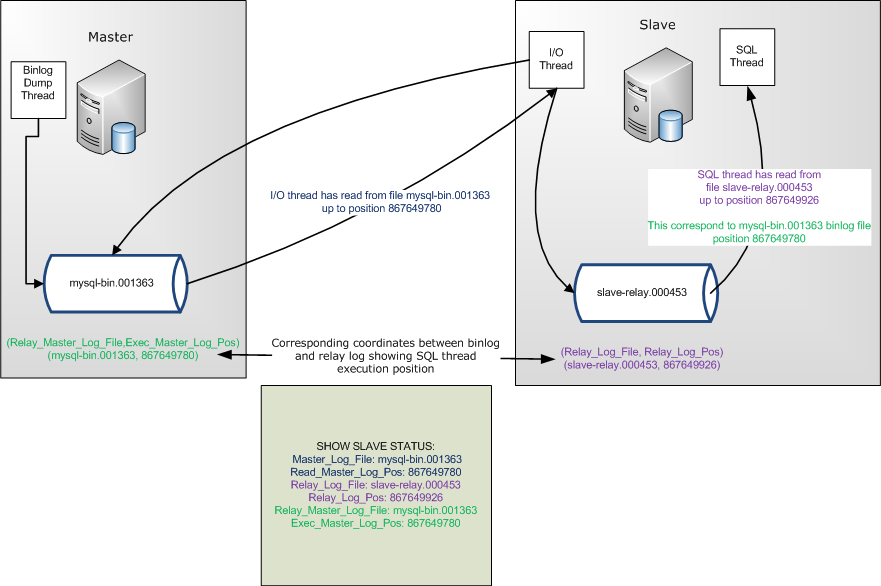 Master
Binlog
Dump
Thread
mysql-bin.001363
(Relay_Master_Log_File,Exec_Master_Log_Pos)
(mysql-bin.001363, 867649780)
I/O thread has read from file mysql-bin.001363
up to position 867649780
Corresponding coordinates between binlog
and relay log showing SQL thread
execution position
Slave
I/O
Thread
SQL
Thread
SQL thread has read from
file slave-relay.000453
up to position 867649926
This correspond to mysql-bin.001363 binlog file
position 867649780
slave-relay.000453
(Relay_Log_File, Relay_Log_Pos)
(slave-relay.000453, 867649926)
SHOW SLAVE STATUS:
Master_Log_File: mysql-bin.001363
Read_Master_Log_Pos: 867649780
Relay_Log_File: slave-relay.000453
Relay_Log_Pos: 867649926
Relay_Master_Log_File: mysql-bin.001363
Exec_Master_Log_Pos: 867649780